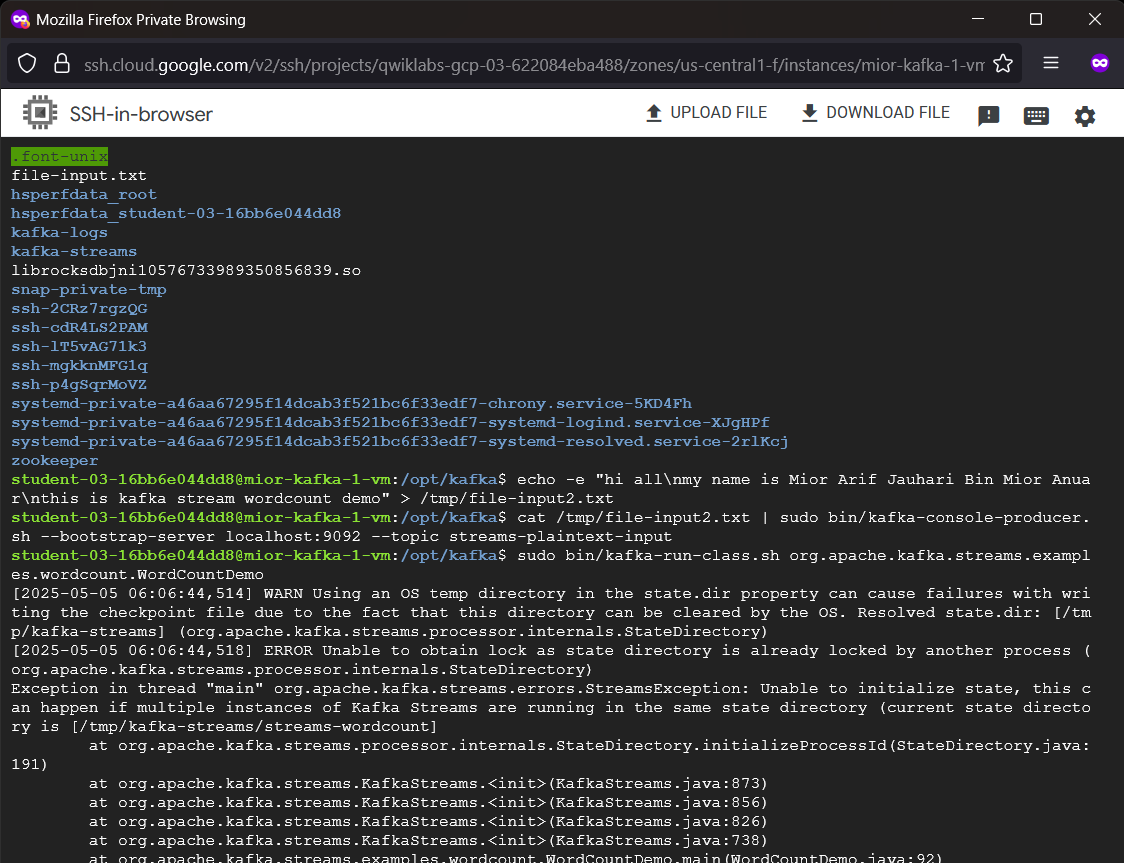 Mozilla Firefox Private Browsing
ssh.cloud.google.com/v2/ssh/projects/qwiklabs-gcp-03-622084eba488/zones/us-central1-f/instances/mior-kafka-1-vm
SSH-in-browser
UPLOAD FILE
DOWNLOAD FILE
.font-unix
file-input.txt
hsperfdata_root
hsperfdata_student-03-16bb6e044dd8
kafka-logs
kafka-streams
librocksdbjni10576733989350856839.so
snap-private-tmp
ssh-2CRz7rgzQG
ssh-cdR4LS2PAM
ssh-lT5vAG71k3
ssh-mgkknMFG1q
ssh-p4gSqrMoVZ
systemd-private-a46aa67295f14dcab3f521bc6f33edf7-chrony.service-5KD4Fh
systemd-private-a46aa67295f14dcab3f521bc6f33edf7-systemd-logind.service-XJgHPf
systemd-private-a46aa67295f14dcab3f521bc6f33edf7-systemd-resolved.service-2rlKcj
zookeeper
student-03-16bb6e044dd8@mior-kafka-1-vm:/opt/kafka$ echo -e "hi all\nmy name is Mior Arif Jauhari Bin Mior Anua
r\nthis is kafka stream wordcount demo" > /tmp/file-input2.txt
student-03-16bb6e044dd8@mior-kafka-1-vm:/opt/kafka$ cat /tmp/file-input2.txt | sudo bin/kafka-console-producer.
sh --bootstrap-server localhost:9092 --topic streams-plaintext-input
student-03-16bb6e044dd8@mior-kafka-1-vm:/opt/kafka$ sudo bin/kafka-run-class.sh org.apache.kafka.streams.exampl
es.wordcount.WordCountDemo
[2025-05-05 06:06:44,514] WARN Using an OS temp directory in the state.dir property can cause failures with wri
ting the checkpoint file due to the fact that this directory can be cleared by the OS. Resolved state.dir: [/tm
p/kafka-streams] (org.apache.kafka.streams.processor.internals.StateDirectory)
[2025-05-05 06:06:44,518] ERROR Unable to obtain lock as state directory is already locked by another process (
org.apache.kafka.streams.processor.internals.StateDirectory)
Exception in thread "main" org.apache.kafka.streams.errors.StreamsException: Unable to initialize state, this c
an happen if multiple instances of Kafka Streams are running in the same state directory (current state directo
ry is [/tmp/kafka-streams/streams-wordcount]
at org.apache.kafka.streams.processor.internals.StateDirectory.initializeProcessId(StateDirectory.java:
191)
at org.apache.kafka.streams.KafkaStreams.<init>(KafkaStreams.java:873)
at org.apache.kafka.streams.KafkaStreams.<init>(KafkaStreams.java:856)
at org.apache.kafka.streams.KafkaStreams.<init>(KafkaStreams.java:826)
at org.apache.kafka.streams.KafkaStreams.<init>(KafkaStreams.java:738)
at org.apache.kafka.streams.examples.wordcount.WordCountDemo.main(WordCountDemo.java:92)